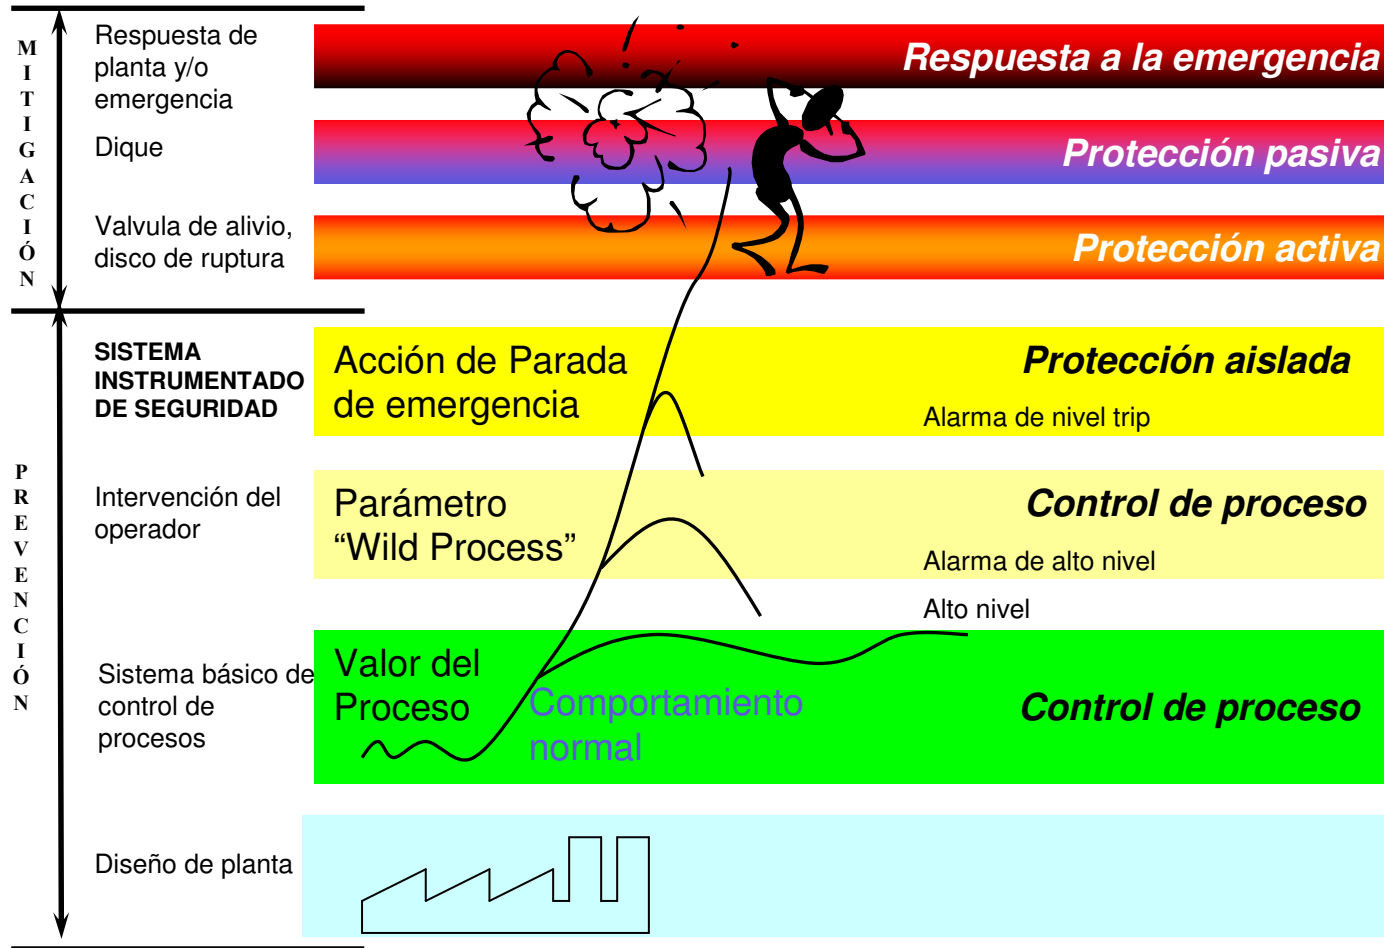 MITIGACIÓN
Respuesta de
planta y/o
emergencia
Respuesta a la emergencia
Dique
Protección pasiva
Valvula de alivio,
disco de ruptura
Protección activa
PREVENCIÓN
SISTEMA
INSTRUMENTADO
DE SEGURIDAD
Acción de Parada
de emergencia
Protección aislada
Alarma de nivel trip
Intervención del
operador
Parámetro
“Wild Process”
Control de proceso
Alarma de alto nivel
Alto nivel
Sistema básico de
control de
procesos
Valor del
Proceso
Comportamiento
normal
Control de proceso
Diseño de planta